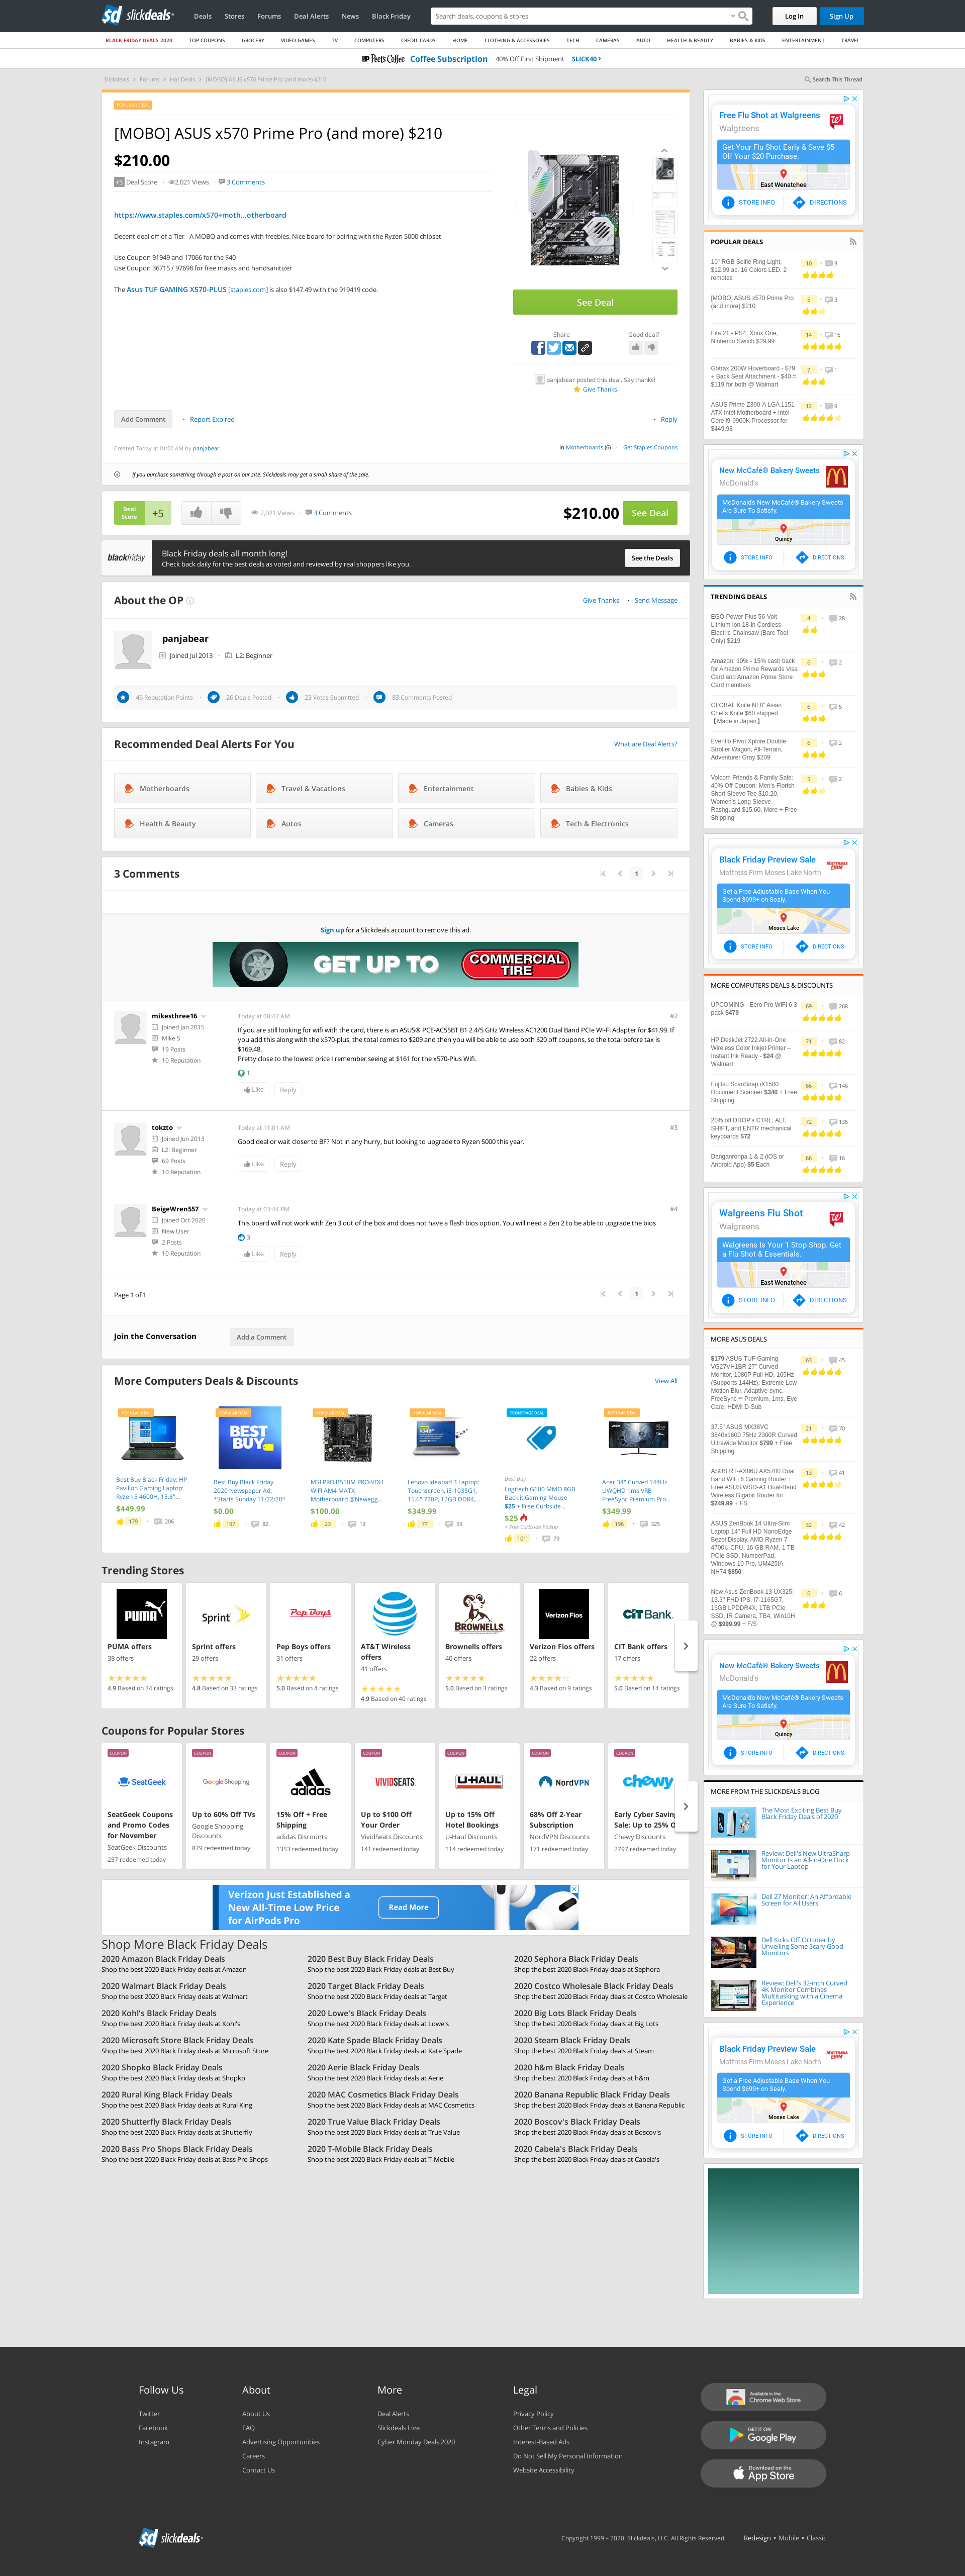 slickdeals
Deals
Stores
Forums
Deal Alerts
News
Black Friday
Search deals, coupons & stores
Log In
Sign Up
BLACK FRIDAY DEALS 2020
TOP COUPONS
GROCERY
VIDEO GAMES
TV
COMPUTERS
CREDIT CARDS
HOME
CLOTHING & ACCESSORIES
TECH
CAMERAS
AUTO
HEALTH & BEAUTY
BABIES & KIDS
ENTERTAINMENT
TRAVEL
Peet's Coffee Coffee Subscription 40% Off First Shipment SLICK40 >
Slickdeals > Forums > Hot Deals > [MOBO] ASUS x570 Prime Pro (and more) $210
Search This Thread
POPULAR DEAL
[MOBO] ASUS x570 Prime Pro (and more) $210
$210.00
+5 Deal Score 2,021 Views 3 Comments
https://www.staples.com/x570+moth...otherboard
Decent deal off of a Tier - A MOBO and comes with freebies. Nice board for pairing with the Ryzen 5000 chipset
Use Coupon 91949 and 17066 for the $40
Use Coupon 36715 / 97698 for free masks and handsanitizer
The Asus TUF GAMING X570-PLUS [staples.com] is also $147.49 with the 919419 code.
See Deal
Share
Good deal?
panjabear posted this deal. Say thanks!
Give Thanks
Add Comment
Report Expired
Reply
Created Today at 01:02 AM by panjabear
in Motherboards (6) Get Staples Coupons
If you purchase something through a post on our site, Slickdeals may get a small share of the sale.
Deal Score +5
2,021 Views 3 Comments
$210.00 See Deal
blackfriday
Black Friday deals all month long!
Check back daily for the best deals as voted and reviewed by real shoppers like you.
See the Deals
About the OP
Give Thanks
Send Message
panjabear
Joined Jul 2013 L2: Beginner
46 Reputation Points 26 Deals Posted 23 Votes Submitted 83 Comments Posted
Recommended Deal Alerts For You
What are Deal Alerts?
Motherboards
Travel & Vacations
Entertainment
Babies & Kids
Health & Beauty
Autos
Cameras
Tech & Electronics
3 Comments
1
Sign up for a Slickdeals account to remove this ad.
GET UP TO
COMMERCIAL TIRE
mikesthree16
Joined Jan 2015
Mike S
19 Posts
10 Reputation
Today at 08:42 AM
#2
If you are still looking for wifi with the card, there is an ASUS® PCE-AC55BT B1 2.4/5 GHz Wireless AC1200 Dual Band PCIe Wi-Fi Adapter for $41.99. If
you add this along with the x570-plus, the total comes to $209 and then you will be able to use both $20 off coupons, so the total before tax is
$169.48.
Pretty close to the lowest price I remember seeing at $161 for the x570-Plus Wifi.
1
Like
Reply
tokzto
Joined Jun 2013
L2: Beginner
69 Posts
10 Reputation
Today at 11:01 AM
#3
Good deal or wait closer to BF? Not in any hurry, but looking to upgrade to Ryzen 5000 this year.
Like
Reply
BeigeWren557
Joined Oct 2020
New User
2 Posts
10 Reputation
Today at 03:44 PM
#4
This board will not work with Zen 3 out of the box and does not have a flash bios option. You will need a Zen 2 to be able to upgrade the bios
3
Like
Reply
Page 1 of 1
1
Join the Conversation
Add a Comment
More Computers Deals & Discounts
View All
POPULAR DEAL
Best Buy Black Friday: HP
Pavilion Gaming Laptop:
Ryzen 5 4600H, 15.6"...
$449.99
179 206
POPULAR DEAL
BEST BUY
Best Buy Black Friday
2020 Newspaper Ad:
*Starts Sunday 11/22/20*
$0.00
197 82
POPULAR DEAL
MSI PRO B550M PRO-VDH
WIFI AM4 MATX
Motherboard @Newegg...
$100.00
23 13
POPULAR DEAL
Lenovo Ideapad 3 Laptop:
Touchscreen, i5-1035G1,
15.6" 720P, 12GB DDR4,...
$349.99
77 59
FRONTPAGE DEAL
Best Buy
Logitech G600 MMO RGB
Backlit Gaming Mouse
$25 + Free Curbside...
$25
+ Free Curbside Pickup
101 79
POPULAR DEAL
Acer 34" Curved 144Hz
UWQHD 1ms VRB
FreeSync Premium Pro...
$349.99
196 325
Trending Stores
PUMA offers
38 offers
4.9 Based on 34 ratings
Sprint
Sprint offers
29 offers
4.8 Based on 33 ratings
Pep Boys
Pep Boys offers
31 offers
5.0 Based on 4 ratings
AT&T Wireless
offers
41 offers
4.9 Based on 40 ratings
BROWNELLS
Brownells offers
40 offers
5.0 Based on 3 ratings
Verizon Fios
Verizon Fios offers
22 offers
4.3 Based on 9 ratings
CIT BANK
CIT Bank offers
17 offers
5.0 Based on 14 ratings
Coupons for Popular Stores
COUPON
SeatGeek
SeatGeek Coupons
and Promo Codes
for November
SeatGeek Discounts
257 redeemed today
COUPON
Google Shopping
Up to 60% Off TVs
Google Shopping
Discounts
879 redeemed today
COUPON
adidas
15% Off + Free
Shipping
adidas Discounts
1353 redeemed today
COUPON
VIVIDSEATS
Up to $100 Off
Your Order
VividSeats Discounts
141 redeemed today
COUPON
U-HAUL
Up to 15% Off
Hotel Bookings
U-Haul Discounts
114 redeemed today
COUPON
NordVPN
68% Off 2-Year
Subscription
NordVPN Discounts
171 redeemed today
COUPON
chewy
Early Cyber Saving
Sale: Up to 25% O
Chewy Discounts
2797 redeemed today
Verizon Just Established a
New All-Time Low Price
for AirPods Pro
Read More
Shop More Black Friday Deals
2020 Amazon Black Friday Deals
Shop the best 2020 Black Friday deals at Amazon
2020 Best Buy Black Friday Deals
Shop the best 2020 Black Friday deals at Best Buy
2020 Sephora Black Friday Deals
Shop the best 2020 Black Friday deals at Sephora
2020 Walmart Black Friday Deals
Shop the best 2020 Black Friday deals at Walmart
2020 Target Black Friday Deals
Shop the best 2020 Black Friday deals at Target
2020 Costco Wholesale Black Friday Deals
Shop the best 2020 Black Friday deals at Costco Wholesale
2020 Kohl's Black Friday Deals
Shop the best 2020 Black Friday deals at Kohl's
2020 Lowe's Black Friday Deals
Shop the best 2020 Black Friday deals at Lowe's
2020 Big Lots Black Friday Deals
Shop the best 2020 Black Friday deals at Big Lots
2020 Microsoft Store Black Friday Deals
Shop the best 2020 Black Friday deals at Microsoft Store
2020 Kate Spade Black Friday Deals
Shop the best 2020 Black Friday deals at Kate Spade
2020 Steam Black Friday Deals
Shop the best 2020 Black Friday deals at Steam
2020 Shopko Black Friday Deals
Shop the best 2020 Black Friday deals at Shopko
2020 Aerie Black Friday Deals
Shop the best 2020 Black Friday deals at Aerie
2020 h&m Black Friday Deals
Shop the best 2020 Black Friday deals at h&m
2020 Rural King Black Friday Deals
Shop the best 2020 Black Friday deals at Rural King
2020 MAC Cosmetics Black Friday Deals
Shop the best 2020 Black Friday deals at MAC Cosmetics
2020 Banana Republic Black Friday Deals
Shop the best 2020 Black Friday deals at Banana Republic
2020 Shutterfly Black Friday Deals
Shop the best 2020 Black Friday deals at Shutterfly
2020 True Value Black Friday Deals
Shop the best 2020 Black Friday deals at True Value
2020 Boscov's Black Friday Deals
Shop the best 2020 Black Friday deals at Boscov's
2020 Bass Pro Shops Black Friday Deals
Shop the best 2020 Black Friday deals at Bass Pro Shops
2020 T-Mobile Black Friday Deals
Shop the best 2020 Black Friday deals at T-Mobile
2020 Cabela's Black Friday Deals
Shop the best 2020 Black Friday deals at Cabela's
Free Flu Shot at Walgreens
Walgreens
Get Your Flu Shot Early & Save $5
Off Your $20 Purchase.
East Wenatchee
STORE INFO
DIRECTIONS
POPULAR DEALS
10" RGB Selfie Ring Light,
$12.99 ac, 16 Colors LED, 2
remotes
10 3
[MOBO] ASUS x570 Prime Pro
(and more) $210
5 3
Fifa 21 - PS4, Xbox One,
Nintendo Switch $29.99
14 16
Gotrax 200W Hoverboard - $79
+ Back Seat Attachment - $40 =
$119 for both @ Walmart
7 1
ASUS Prime Z390-A LGA 1151
ATX Intel Motherboard + Intel
Core i9-9900K Processor for
$449.98
12 9
New McCafé® Bakery Sweets
McDonald's
McDonald's New McCafé® Bakery Sweets
Are Sure To Satisfy.
Quincy
STORE INFO
DIRECTIONS
TRENDING DEALS
EGO Power Plus 56-Volt
Lithium Ion 18-in Cordless
Electric Chainsaw (Bare Tool
Only) $219
4 28
Amazon: 10% - 15% cash back
for Amazon Prime Rewards Visa
Card and Amazon Prime Store
Card members
6 2
GLOBAL Knife NI 8" Asian
Chef's Knife $60 shipped
【Made in Japan】
6 5
Evenflo Pivot Xplore Double
Stroller Wagon, All-Terrain,
Adventurer Gray $209
6 2
Volcom Friends & Family Sale:
40% Off Coupon: Men's Florish
Short Sleeve Tee $10.20,
Women's Long Sleeve
Rashguard $15.60, More + Free
Shipping
5 2
Black Friday Preview Sale
Mattress Firm Moses Lake North
Get a Free Adjustable Base When You
Spend $699+ on Sealy.
Moses Lake
STORE INFO
DIRECTIONS
MORE COMPUTERS DEALS & DISCOUNTS
UPCOMING - Eero Pro WiFi 6 3
pack $479
69 268
HP DeskJet 2722 All-in-One
Wireless Color Inkjet Printer –
Instant Ink Ready - $24 @
Walmart
71 82
Fujitsu ScanSnap iX1500
Document Scanner $340 + Free
Shipping
66 146
20% off DROP's CTRL, ALT,
SHIFT, and ENTR mechanical
keyboards $72
72 135
Danganronpa 1 & 2 (iOS or
Android App) $5 Each
66 16
Walgreens Flu Shot
Walgreens
Walgreens Is Your 1 Stop Shop. Get
a Flu Shot & Essentials.
East Wenatchee
STORE INFO
DIRECTIONS
MORE ASUS DEALS
$179 ASUS TUF Gaming
VG27VH1BR 27" Curved
Monitor, 1080P Full HD, 165Hz
(Supports 144Hz), Extreme Low
Motion Blur, Adaptive-sync,
FreeSync™ Premium, 1ms, Eye
Care, HDMI D-Sub
63 45
37.5" ASUS MX38VC
3840x1600 75Hz 2300R Curved
Ultrawide Monitor $799 + Free
Shipping
21 70
ASUS RT-AX86U AX5700 Dual
Band WiFi 6 Gaming Router +
Free ASUS WSD-A1 Dual-Band
Wireless Gigabit Router for
$249.99 + FS
13 41
ASUS ZenBook 14 Ultra-Slim
Laptop 14" Full HD NanoEdge
Bezel Display, AMD Ryzen 7
4700U CPU, 16 GB RAM, 1 TB
PCIe SSD, NumberPad,
Windows 10 Pro, UM425IA-
NH74 $850
32 42
New Asus ZenBook 13 UX325:
13.3" FHD IPS, i7-1165G7,
16GB LPDDR4X, 1TB PCIe
SSD, IR Camera, TB4, Win10H
@ $999.99 + F/S
6 6
New McCafé® Bakery Sweets
McDonald's
McDonald's New McCafé® Bakery Sweets
Are Sure To Satisfy.
Quincy
STORE INFO
DIRECTIONS
MORE FROM THE SLICKDEALS BLOG
The Most Exciting Best Buy
Black Friday Deals of 2020
Review: Dell's New UltraSharp
Monitor Is an All-in-One Dock
for Your Laptop
Dell 27 Monitor: An Affordable
Screen for All Users
Dell Kicks Off October by
Unveiling Some Scary Good
Monitors
Review: Dell's 32-inch Curved
4K Monitor Combines
Multitasking with a Cinema
Experience
Black Friday Preview Sale
Mattress Firm Moses Lake North
Get a Free Adjustable Base When You
Spend $699+ on Sealy.
Moses Lake
STORE INFO
DIRECTIONS
Follow Us
Twitter
Facebook
Instagram
About
About Us
FAQ
Advertising Opportunities
Careers
Contact Us
More
Deal Alerts
Slickdeals Live
Cyber Monday Deals 2020
Legal
Privacy Policy
Other Terms and Policies
Interest-Based Ads
Do Not Sell My Personal Information
Website Accessibility
Available in the
Chrome Web Store
GET IT ON
Google Play
Download on the
App Store
slickdeals
Copyright 1999 – 2020. Slickdeals, LLC. All Rights Reserved.
Redesign • Mobile • Classic